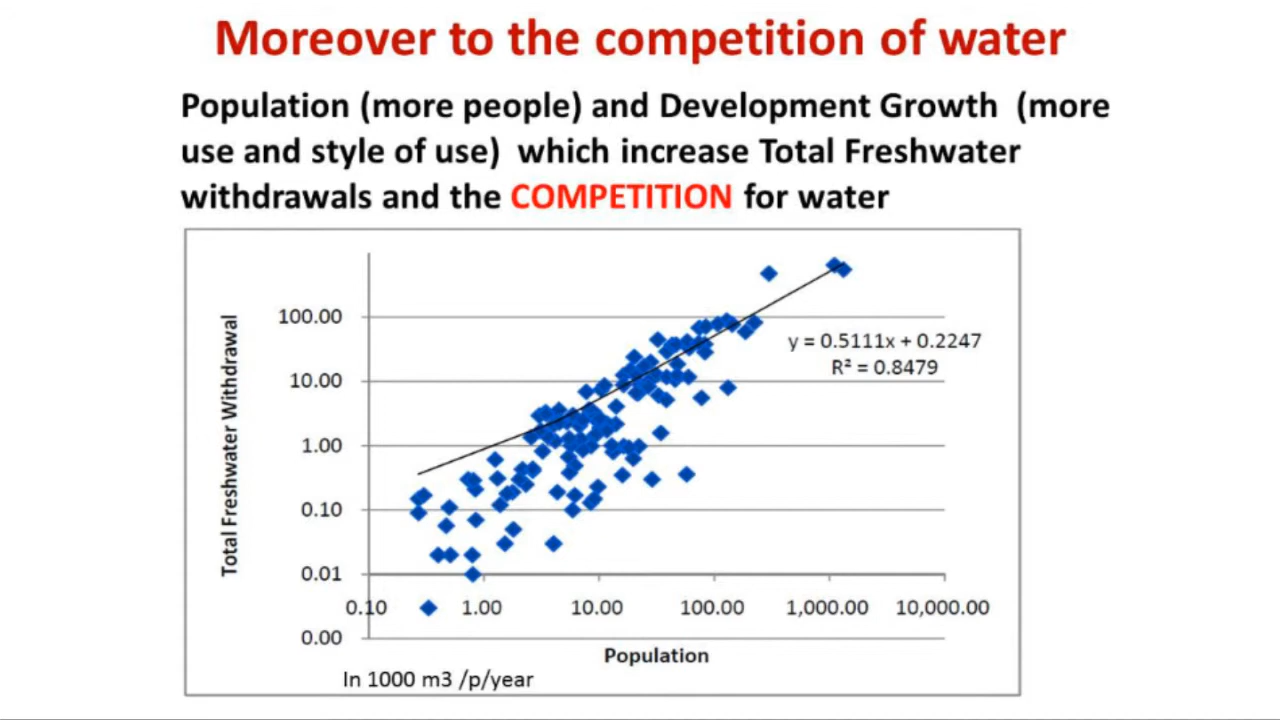 Moreover to the competition of water
Population (more people) and Development Growth (more
use and style of use) which increase Total Freshwater
withdrawals and the COMPETITION for water
Total Freshwater Withdrawal
100.00
10.00
1.00
0.10
0.01
0.00
y = 0.5111x + 0.2247
R² = 0.8479
0.10 1.00 10.00 100.00 1,000.00 10,000.00
Population
In 1000 m3 /p/year